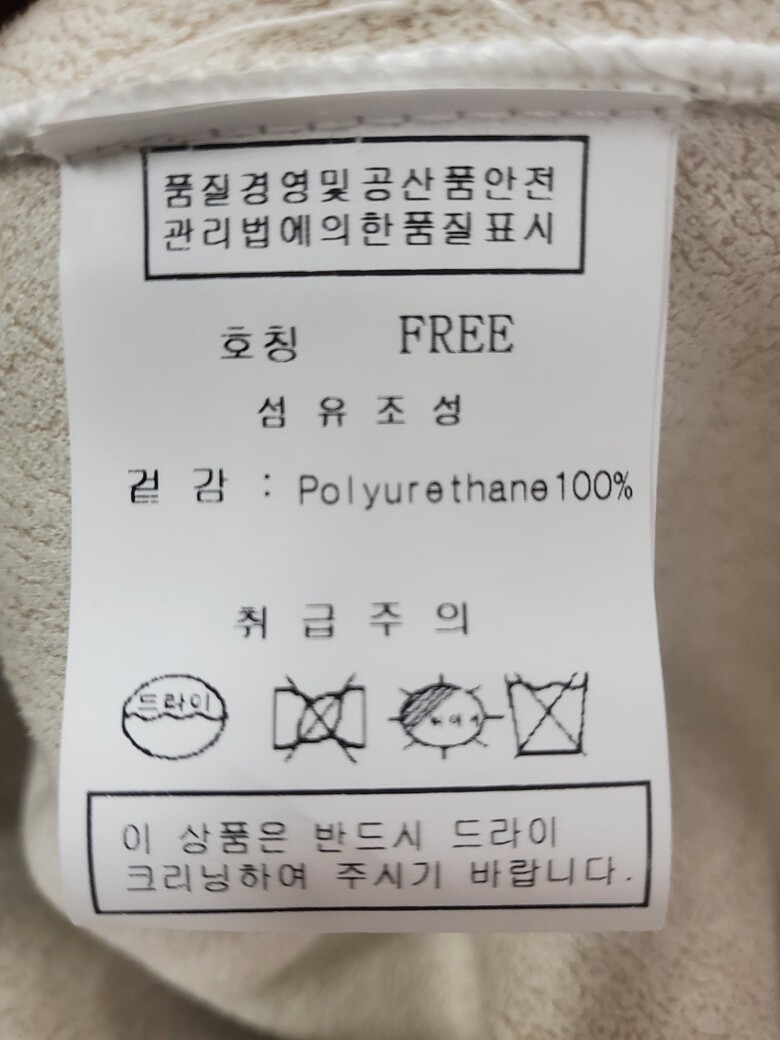 품질경영및공산품안전
관리법에의한품질표시
호칭 FREE
섬유조성
겉감 : Polyurethane100%
취급주의
드라이
이 상품은 반드시 드라이
크리닝하여 주시기 바랍니다.